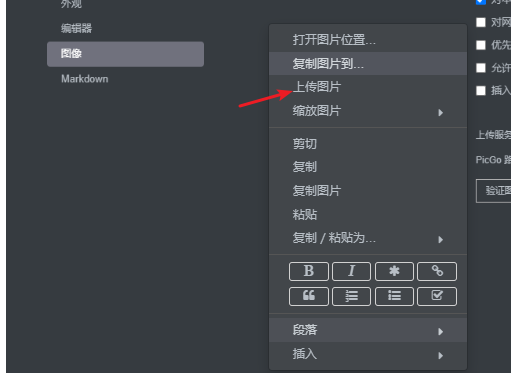 外观
编辑器
图像
Markdown
打开图片位置...
复制图片到...
上传图片
缩放图片
剪切
复制
复制图片
粘贴
复制 / 粘贴为...
B I
段落
插入
对网
优先
允许
插入
上传服务
PicGo 路
验证图